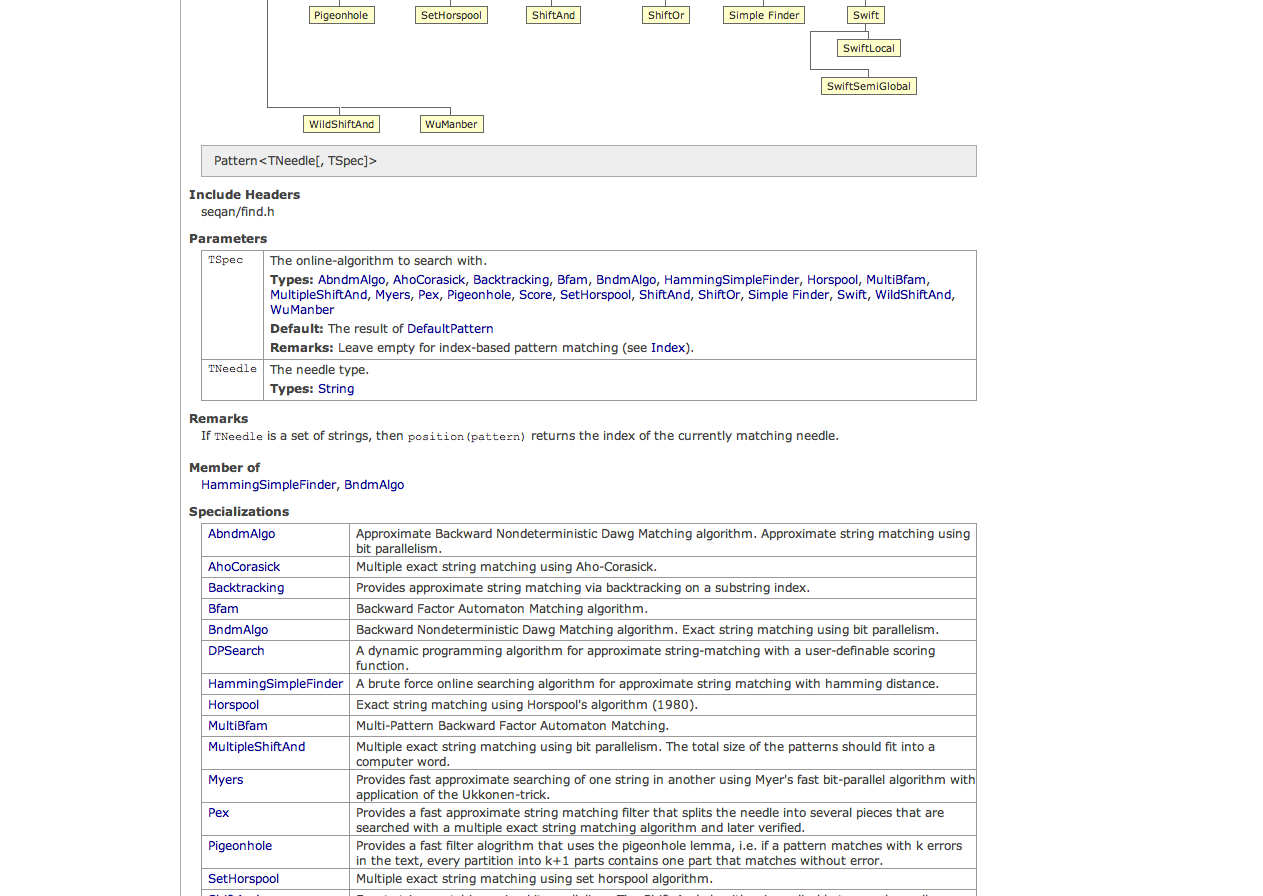 Pigeonhole SetHorspool ShiftAnd ShiftOr Simple Finder Swift
SwiftLocal
SwiftSemiGlobal
WildShiftAnd WuManber
Pattern<TNeedle[, TSpec]>
Include Headers
seqan/find.h
Parameters
TSpec The online-algorithm to search with.
Types: AbndmAlgo, AhoCorasick, Backtracking, Bfam, BndmAlgo, HammingSimpleFinder, Horspool, MultiBfam,
MultipleShiftAnd, Myers, Pex, Pigeonhole, Score, SetHorspool, ShiftAnd, ShiftOr, Simple Finder, Swift, WildShiftAnd,
WuManber
Default: The result of DefaultPattern
Remarks: Leave empty for index-based pattern matching (see Index).
TNeedle The needle type.
Types: String
Remarks
If TNeedle is a set of strings, then position(pattern) returns the index of the currently matching needle.
Member of
HammingSimpleFinder, BndmAlgo
Specializations
AbndmAlgo Approximate Backward Nondeterministic Dawg Matching algorithm. Approximate string matching using
bit parallelism.
AhoCorasick Multiple exact string matching using Aho-Corasick.
Backtracking Provides approximate string matching via backtracking on a substring index.
Bfam Backward Factor Automaton Matching algorithm.
BndmAlgo Backward Nondeterministic Dawg Matching algorithm. Exact string matching using bit parallelism.
DPSearch A dynamic programming algorithm for approximate string-matching with a user-definable scoring
function.
HammingSimpleFinder A brute force online searching algorithm for approximate string matching with hamming distance.
Horspool Exact string matching using Horspool's algorithm (1980).
MultiBfam Multi-Pattern Backward Factor Automaton Matching.
MultipleShiftAnd Multiple exact string matching using bit parallelism. The total size of the patterns should fit into a
computer word.
Myers Provides fast approximate searching of one string in another using Myer's fast bit-parallel algorithm with
application of the Ukkonen-trick.
Pex Provides a fast approximate string matching filter that splits the needle into several pieces that are
searched with a multiple exact string matching algorithm and later verified.
Pigeonhole Provides a fast filter alogrithm that uses the pigeonhole lemma, i.e. if a pattern matches with k errors
in the text, every partition into k+1 parts contains one part that matches without error.
SetHorspool Multiple exact string matching using set horspool algorithm.